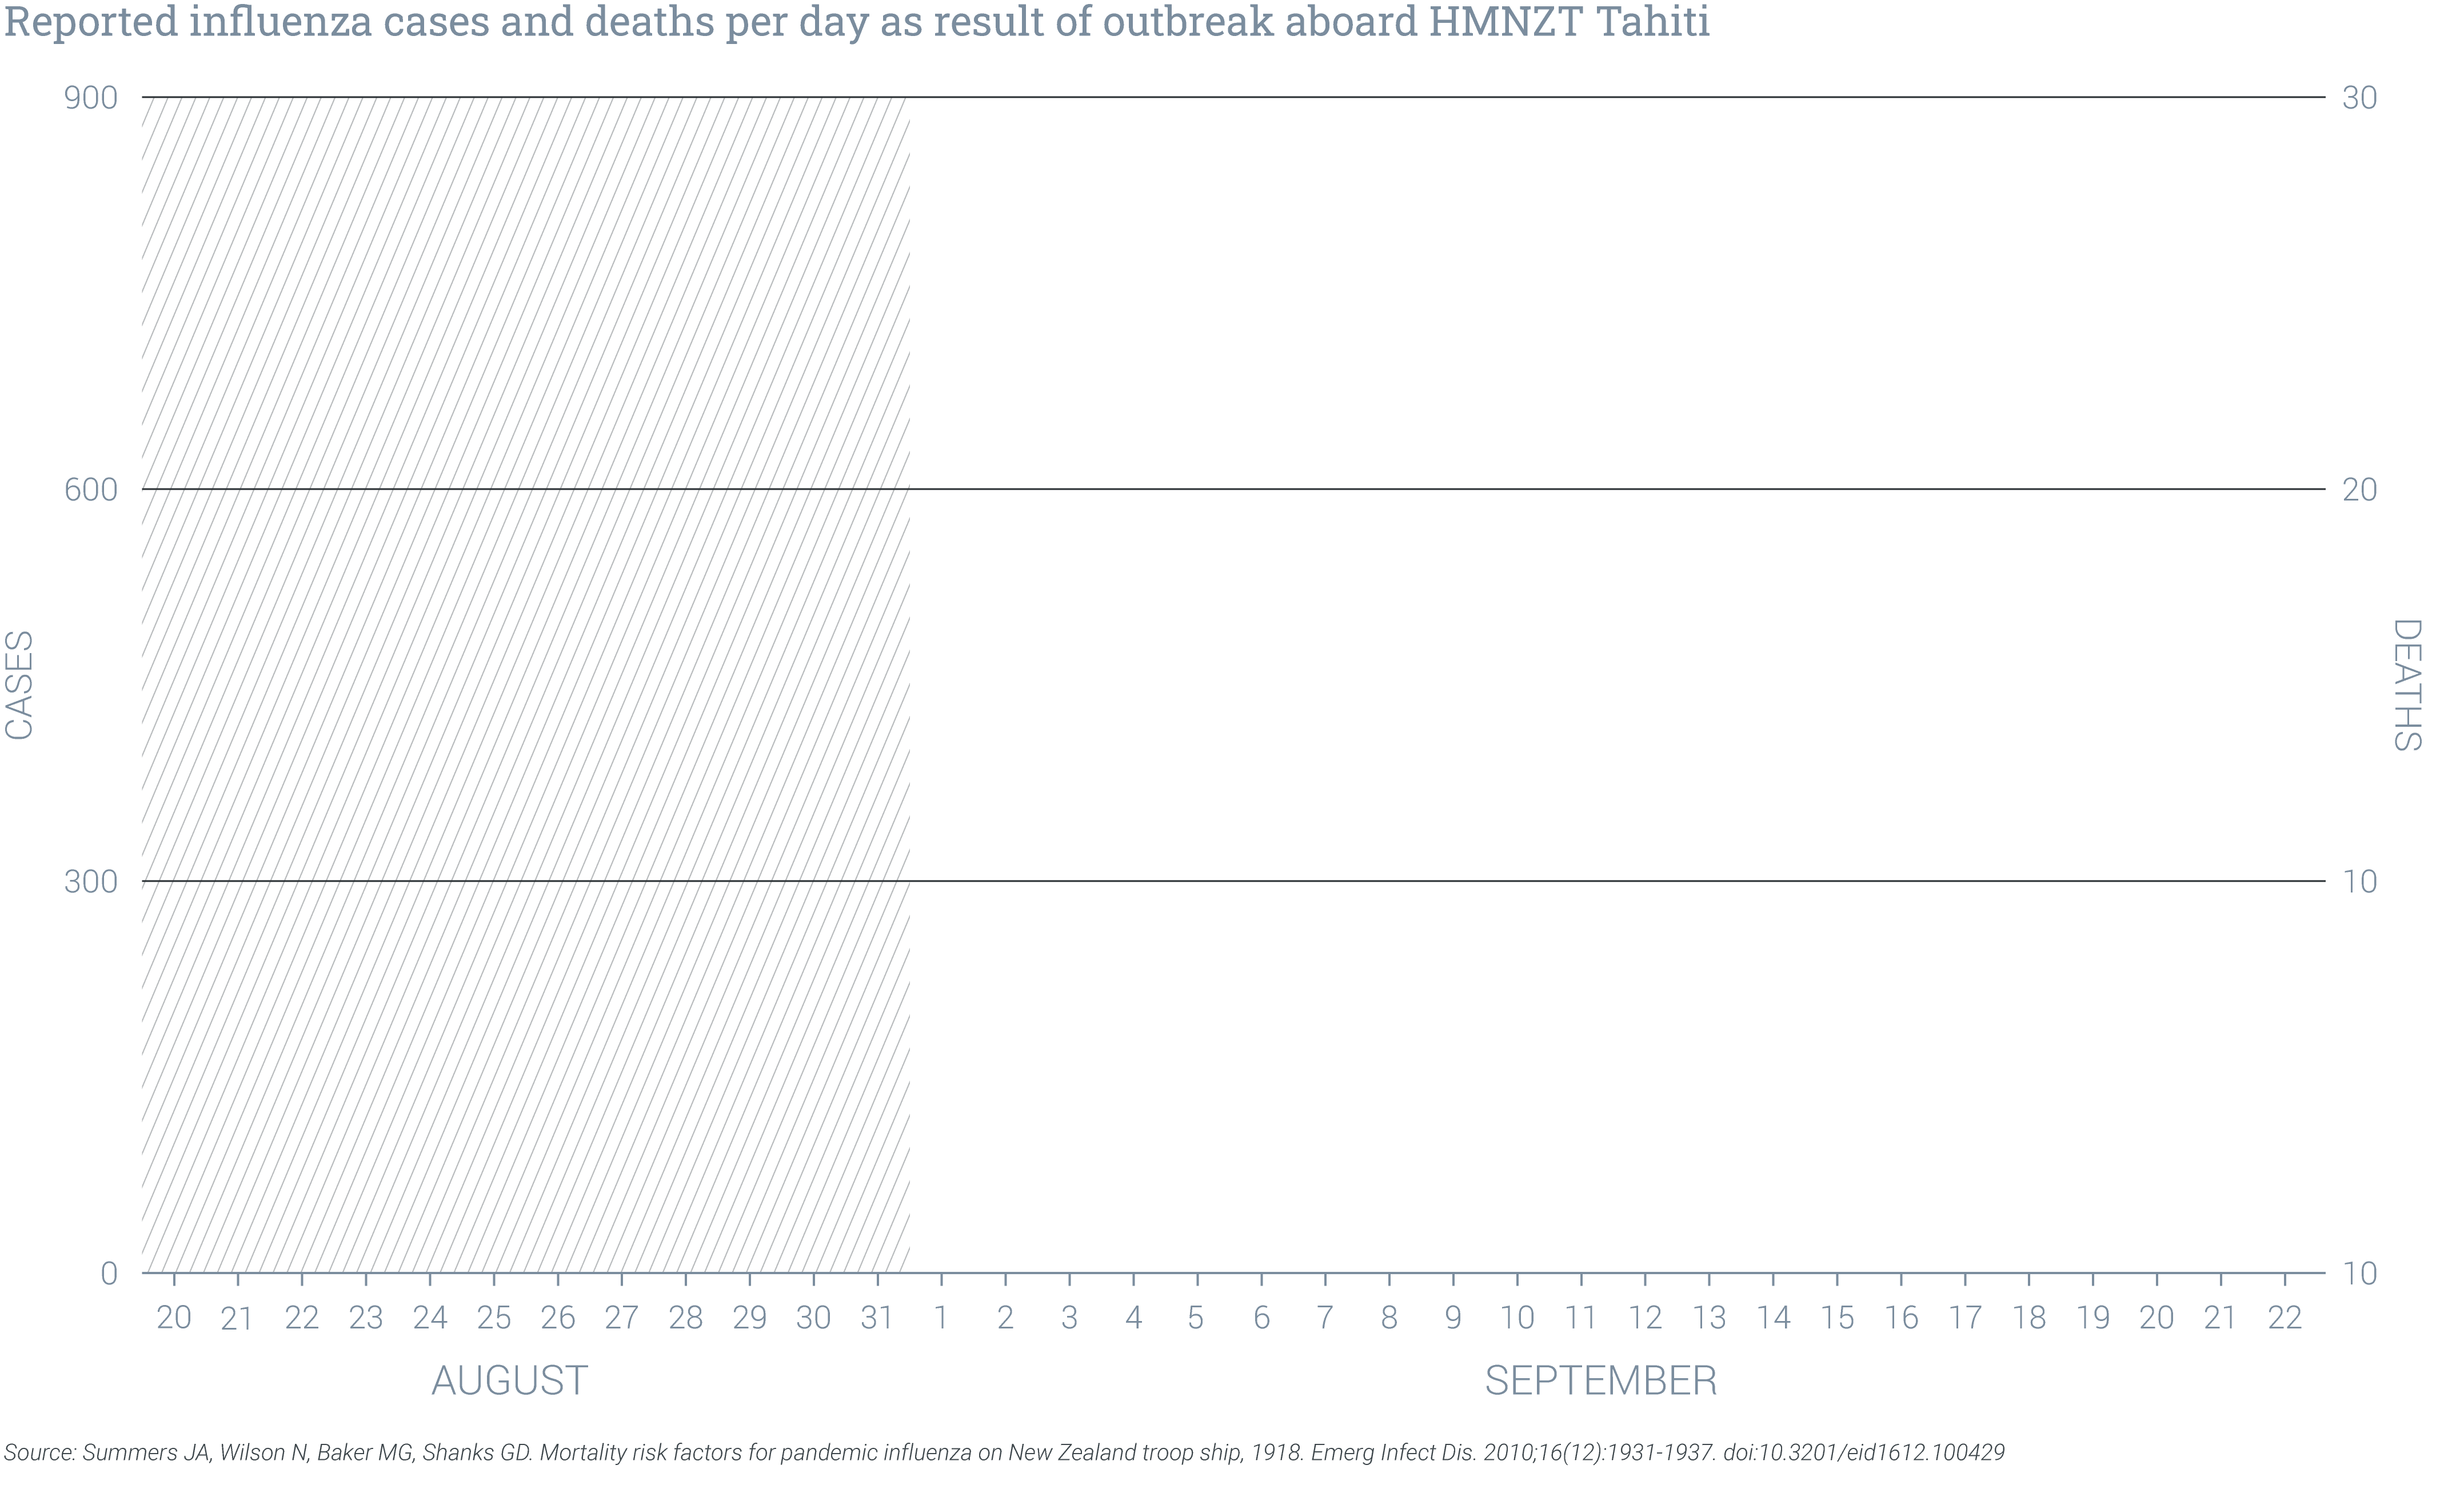 Reported influenza cases and deaths per day as result of outbreak aboard HMNZT Tahiti
900 30
600 20
CASES
DEATHS
300 10
0 10
20 21 22 23 24 25 26 27 28 29 30 31 1 2 3 4 5 6 7 8 9 10 11 12 13 14 15 16 17 18 19 20 21 22
AUGUST SEPTEMBER
Source: Summers JA, Wilson N, Baker MG, Shanks GD. Mortality risk factors for pandemic influenza on New Zealand troop ship, 1918. Emerg Infect Dis. 2010;16(12):1931-1937. doi:10.3201/eid1612.100429